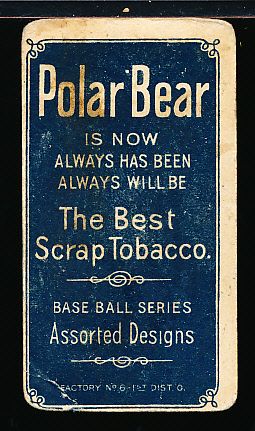 Polar Bear
IS NOW
ALWAYS HAS BEEN
ALWAYS WILL BE
The Best
Scrap Tobacco.
BASE BALL SERIES
Assorted Designs
FACTORY Nº 6-1ST DIST. O.